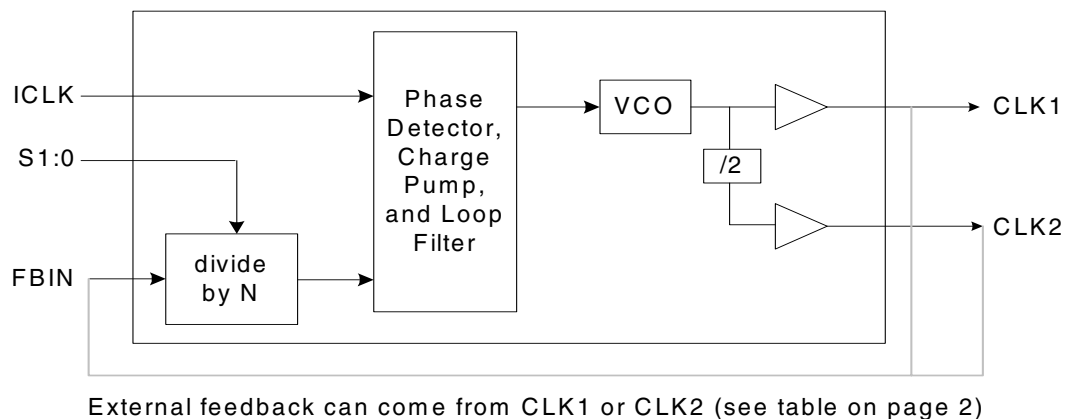 ICLK
S1:0
FBIN
divide
by N
Phase
Detector,
Charge
Pump,
and Loop
Filter
VCO
/2
CLK1
CLK2
External feedback can come from CLK1 or CLK2 (see table on page 2)